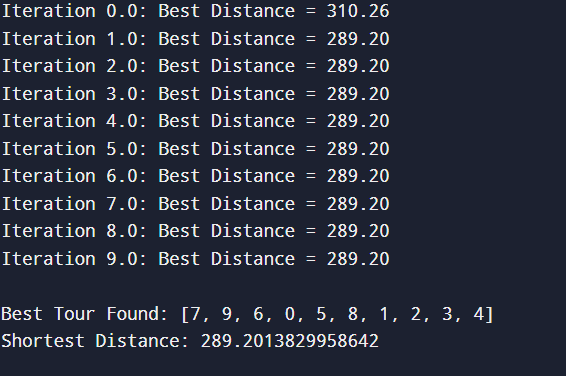 Iteration 0.0: Best Distance = 310.26
Iteration 1.0: Best Distance = 289.20
Iteration 2.0: Best Distance = 289.20
Iteration 3.0: Best Distance = 289.20
Iteration 4.0: Best Distance = 289.20
Iteration 5.0: Best Distance = 289.20
Iteration 6.0: Best Distance = 289.20
Iteration 7.0: Best Distance = 289.20
Iteration 8.0: Best Distance = 289.20
Iteration 9.0: Best Distance = 289.20
Best Tour Found: [7, 9, 6, 0, 5, 8, 1, 2, 3, 4]
Shortest Distance: 289.2013829958642